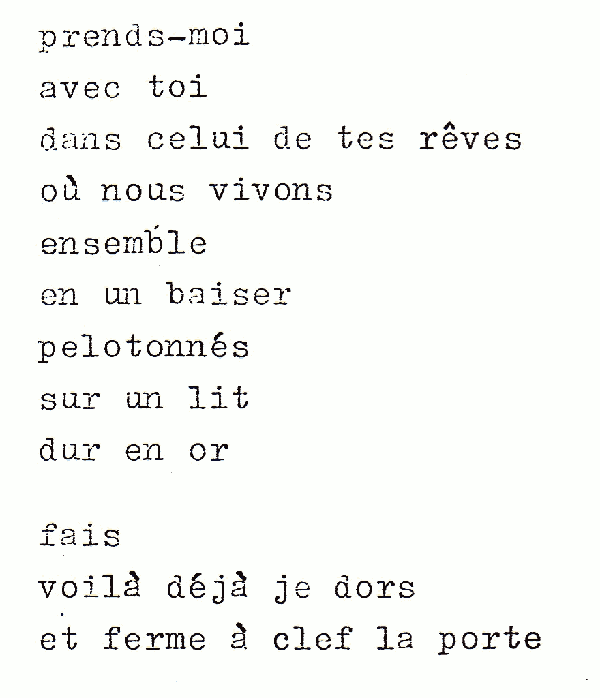 prends-moi
avec toi
dans celui de tes rêves
où nous vivons
ensemble
en un baiser
pelotonnés
sur un lit
dur en or
fais
voilà déjà je dors
et ferme à clef la porte